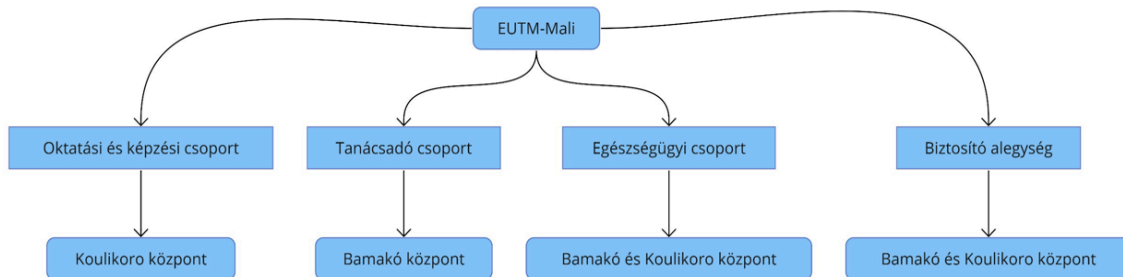 EUTM-Mali
Oktatási és képzési csoport
Tanácsadó csoport
Egészségügyi csoport
Biztosító alegység
Koulikoro központ
Bamakó központ
Bamakó és Koulikoro központ
Bamakó és Koulikoro központ